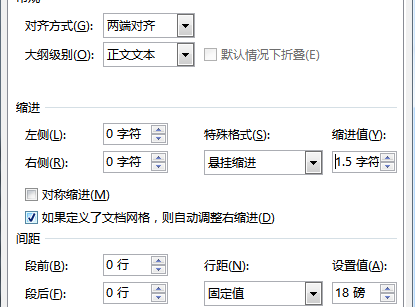 对齐方式(G): 两端对齐
大纲级别(O): 正文文本 默认情况下折叠(E)
缩进
左侧(L): 0 字符 特殊格式(S): 缩进值(Y):
右侧(R): 0 字符 悬挂缩进 1.5 字符
对称缩进(M)
如果定义了文档网格，则自动调整右缩进(D)
间距
段前(B): 0 行 行距(N): 设置值(A):
段后(F): 0 行 固定值 18 磅